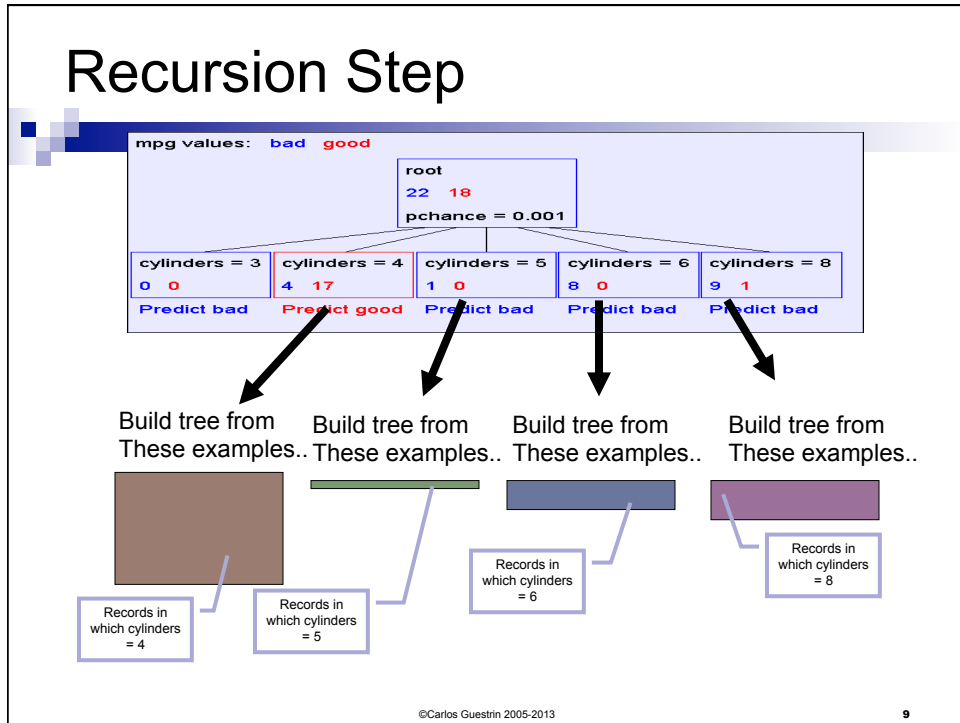 Recursion Step
mpg values: bad good
root
22 18
pchance = 0.001
cylinders = 3
0 0
Predict bad
cylinders = 4
4 17
Predict good
cylinders = 5
1 0
Predict bad
cylinders = 6
8 0
Predict bad
cylinders = 8
9 1
Predict bad
Build tree from
These examples..
Build tree from
These examples..
Build tree from
These examples..
Build tree from
These examples..
Records in
which cylinders
= 4
Records in
which cylinders
= 5
Records in
which cylinders
= 6
Records in
which cylinders
= 8
©Carlos Guestrin 2005-2013
9